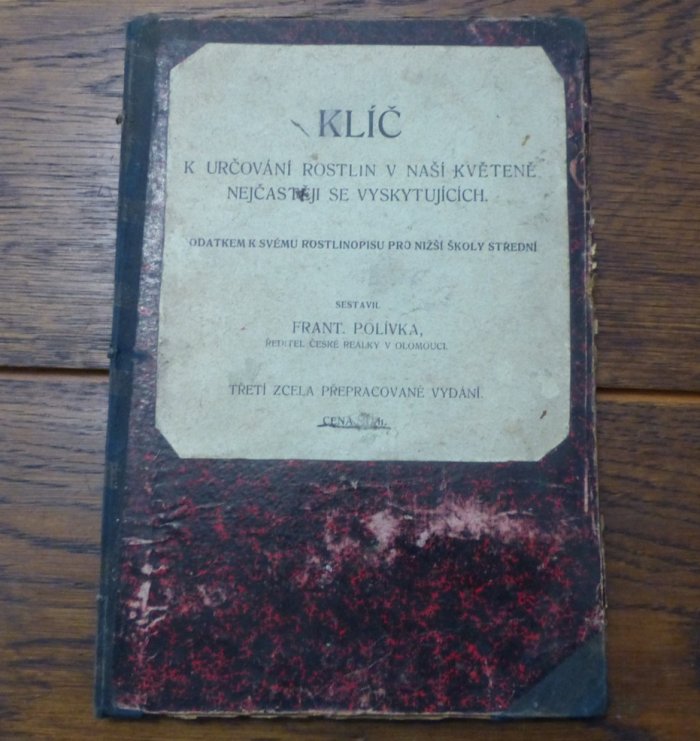 KLÍČ
K URČOVÁNÍ ROSTLIN V NAŠÍ KVĚTENĚ
NEJČASTĚJI SE VYSKYTUJÍCÍCH.
ODATKEM K SVÉMU ROSTLINOPISU PRO NIŽŠÍ ŠKOLY STŘEDNÍ
SESTAVIL
FRANT. POLÍVKA,
ŘEDITEL ČESKÉ REÁLKY V OLOMOUCI.
TŘETÍ ZCELA PŘEPRACOVANÉ VYDÁNÍ.
CENA